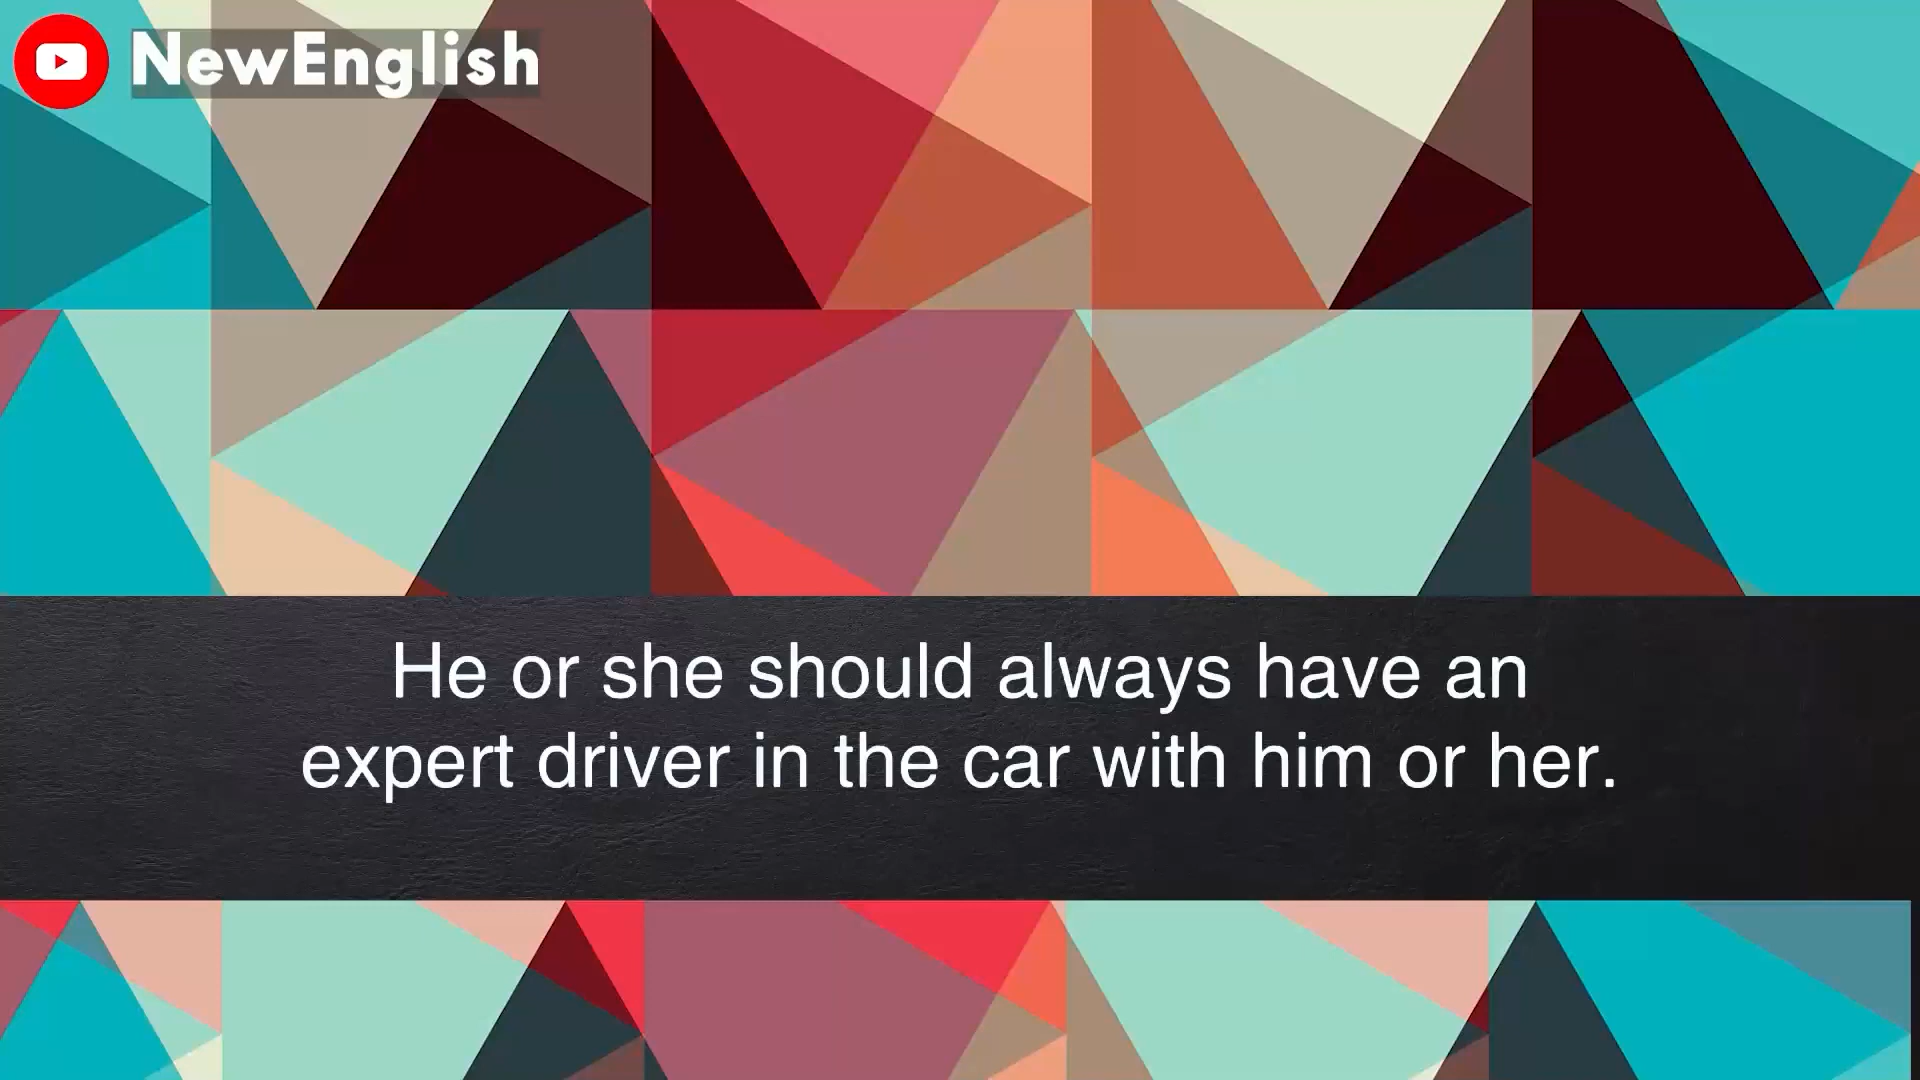 NewEnglish
He or she should always have an
expert driver in the car with him or her.